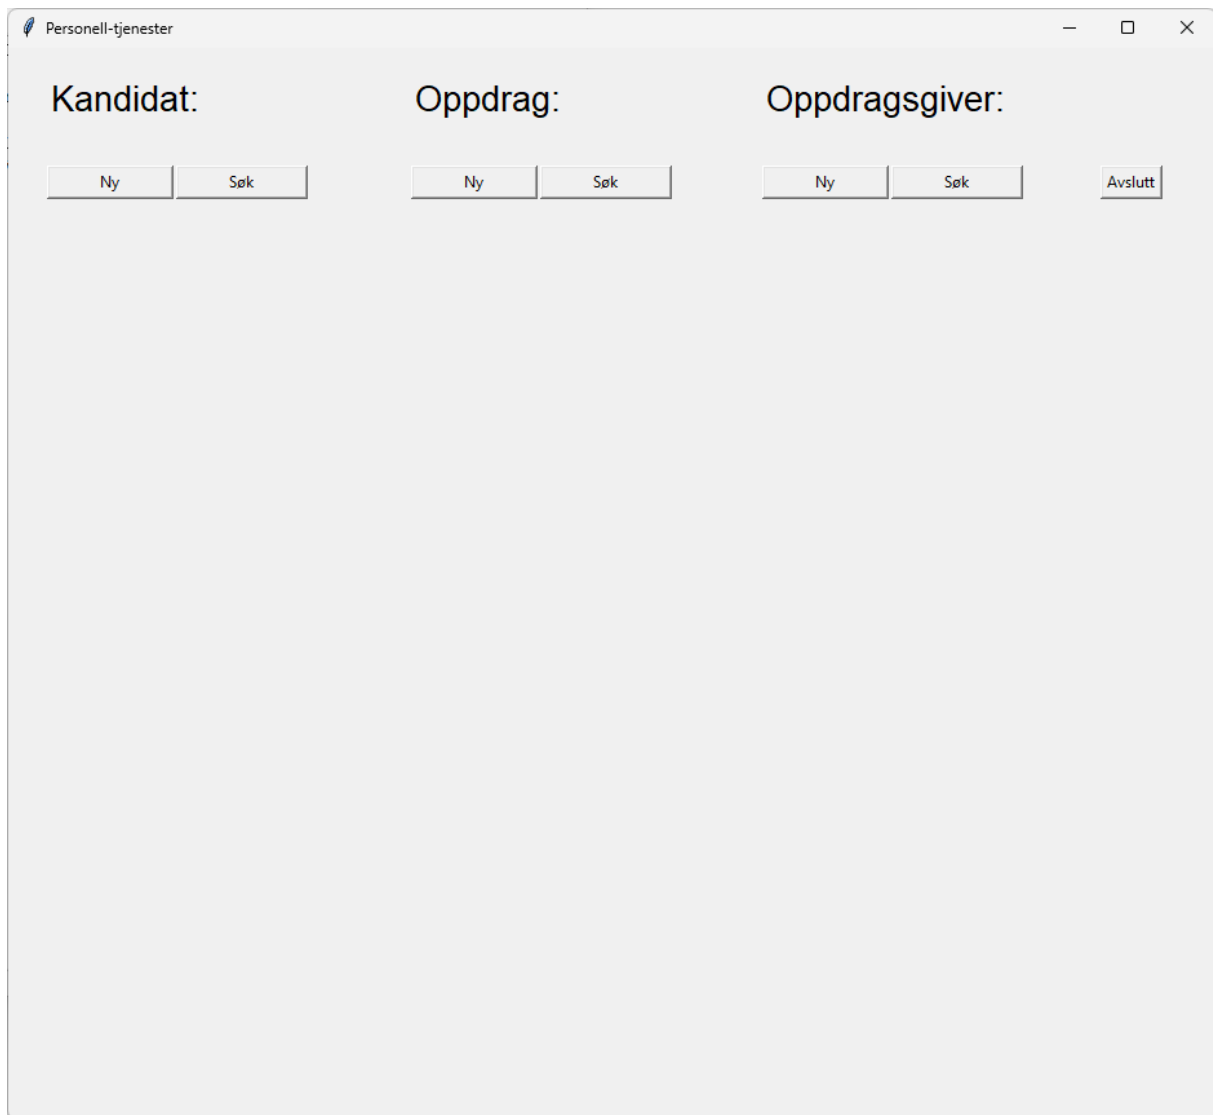 Personell-tjenester
Kandidat: Oppdrag: Oppdragsgiver:
Ny Søk Ny Søk Ny Søk Avslutt